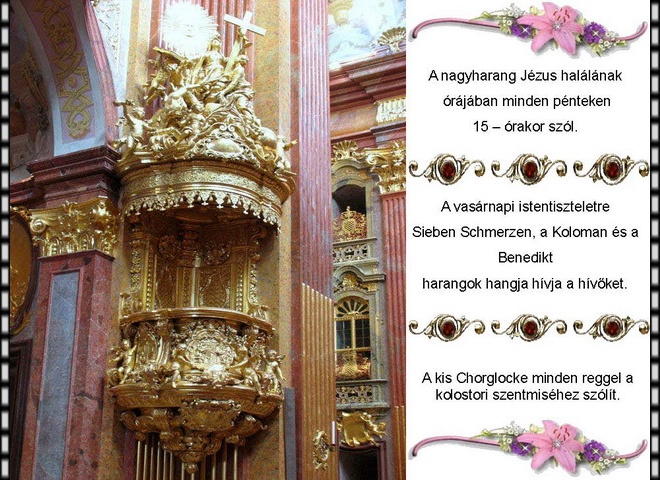 A nagyharang Jézus halálának
órájában minden pénteken
15 – órakor szól.
A vasárnapi istentiszteletre
Sieben Schmerzen, a Koloman és a
Benedikt
harangok hangja hívja a hívőket.
A kis Chorglocke minden reggel a
kolostori szentmiséhez szólít.